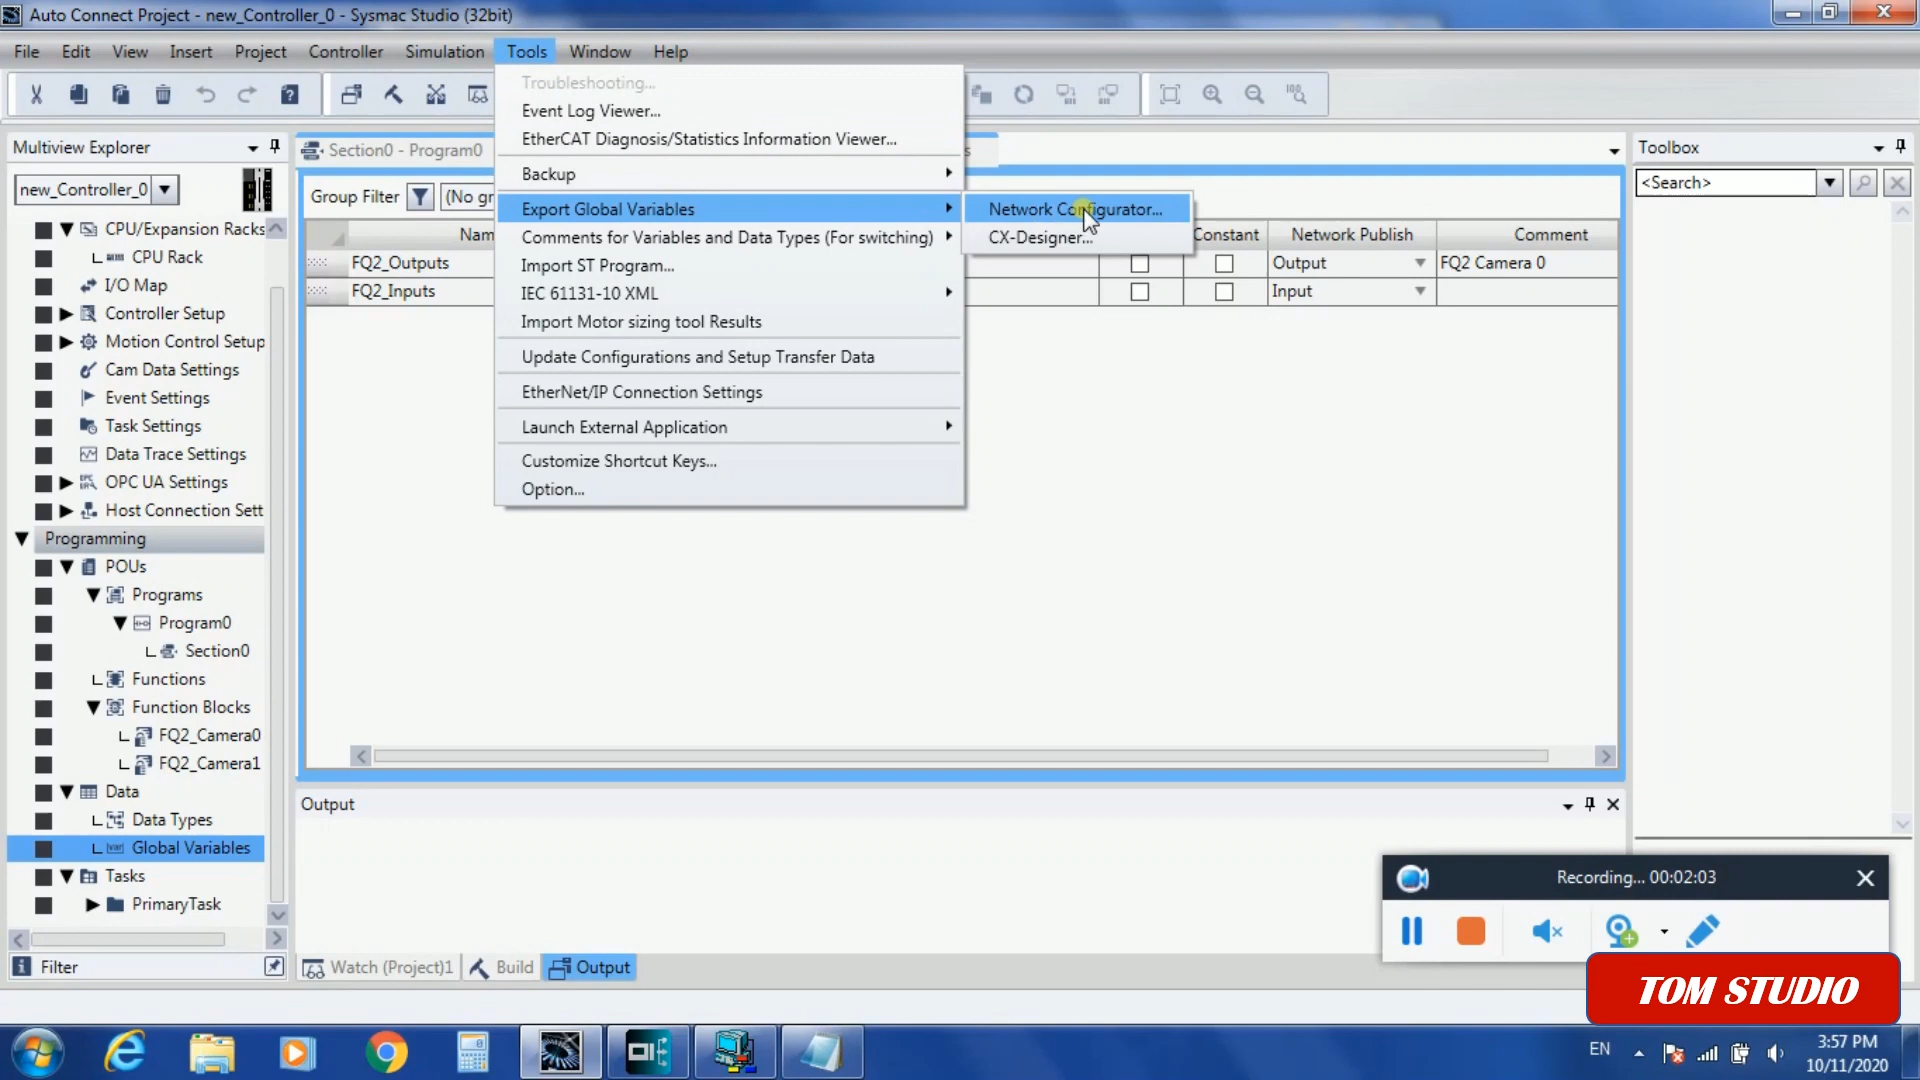 Auto Connect Project - new_Controller_0 - Sysmac Studio (32bit)
File Edit View Insert Project Controller Simulation Tools Window Help
Troubleshooting...
Event Log Viewer...
EtherCAT Diagnosis/Statistics Information Viewer...
Backup
Export Global Variables
Comments for Variables and Data Types (For switching)
Import ST Program...
IEC 61131-10 XML
Import Motor sizing tool Results
Update Configurations and Setup Transfer Data
EtherNet/IP Connection Settings
Launch External Application
Customize Shortcut Keys...
Option...
Network Configurator...
CX-Designer...
Multiview Explorer
new_Controller_0
CPU/Expansion Racks
CPU Rack
I/O Map
Controller Setup
Motion Control Setup
Cam Data Settings
Event Settings
Task Settings
Data Trace Settings
OPC UA Settings
Host Connection Sett
Programming
POUs
Programs
Program0
Section0
Functions
Function Blocks
FQ2_Camera0
FQ2_Camera1
Data
Data Types
Global Variables
Tasks
PrimaryTask
Filter
Section0 - Program0
Group Filter (No gr
Nam Constant Network Publish Comment
FQ2_Outputs Output FQ2 Camera 0
FQ2_Inputs Input
Output
Watch (Project)1 Build Output
Toolbox
<Search>
Recording... 00:02:03
TOM STUDIO
EN
3:57 PM
10/11/2020